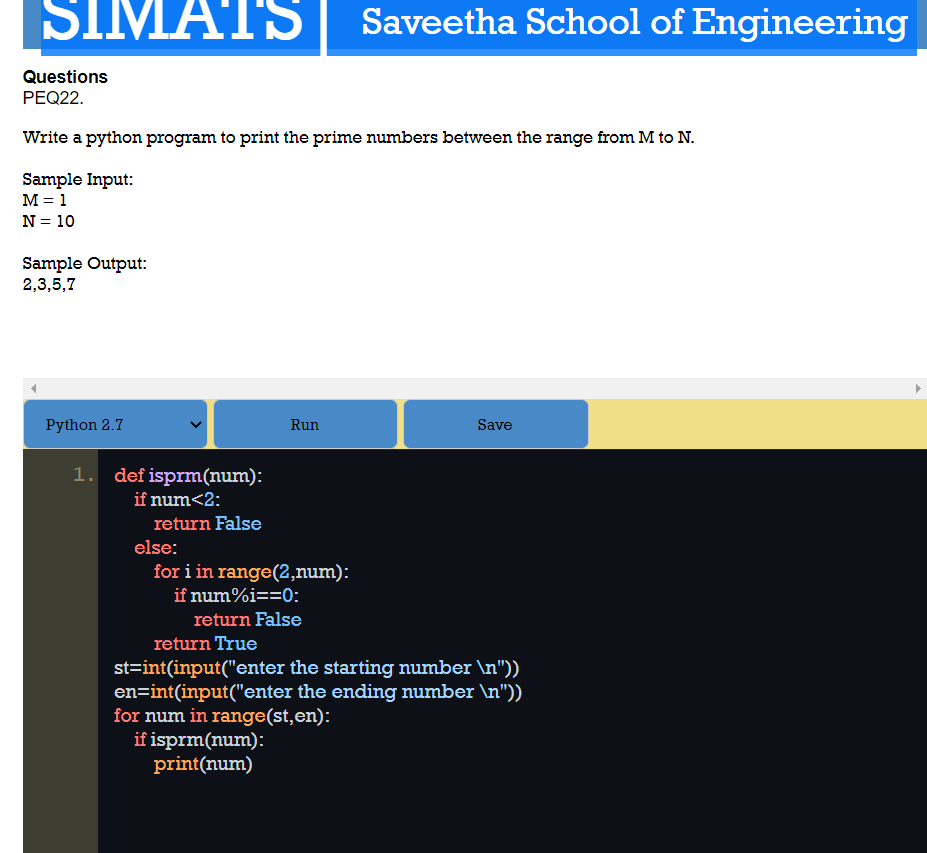 SIMATS
Saveetha School of Engineering
Questions
PEQ22.
Write a python program to print the prime numbers between the range from M to N.
Sample Input:
M = 1
N = 10
Sample Output:
2,3,5,7
Python 2.7
Run
Save
1.
def isprm(num):
if num<2:
return False
else:
for i in range(2,num):
if num%i==0:
return False
return True
st=int(input("enter the starting number \n"))
en=int(input("enter the ending number \n"))
for num in range(st,en):
if isprm(num):
print(num)